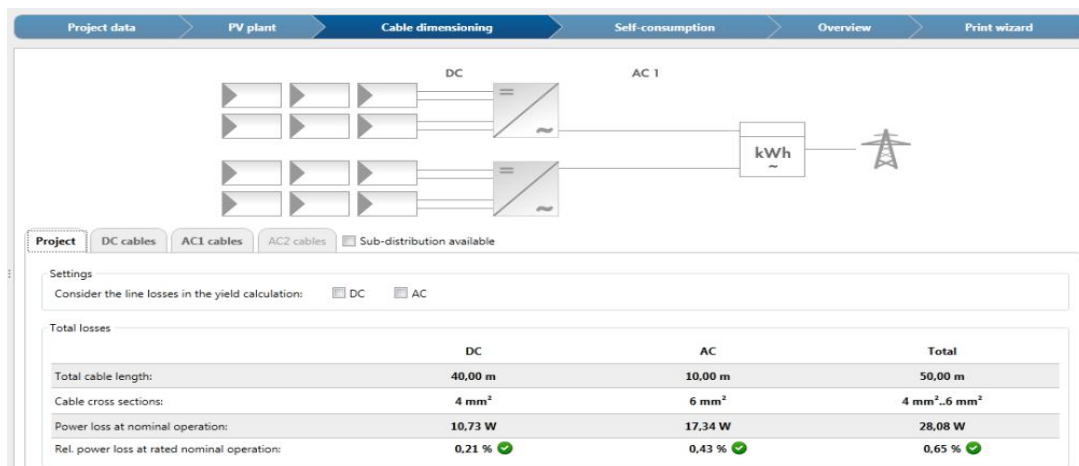 Project data PV plant Cable dimensioning Self-consumption Overview Print wizard
DC AC 1
kWh
~
Project DC cables AC1 cables AC2 cables Sub-distribution available
Settings
Consider the line losses in the yield calculation: DC AC
Total losses
DC AC Total
Total cable length: 40,00 m 10,00 m 50,00 m
Cable cross sections: 4 mm² 6 mm² 4 mm²..6 mm²
Power loss at nominal operation: 10,73 W 17,34 W 28,08 W
Rel. power loss at rated nominal operation: 0,21 % 0,43 % 0,65 %